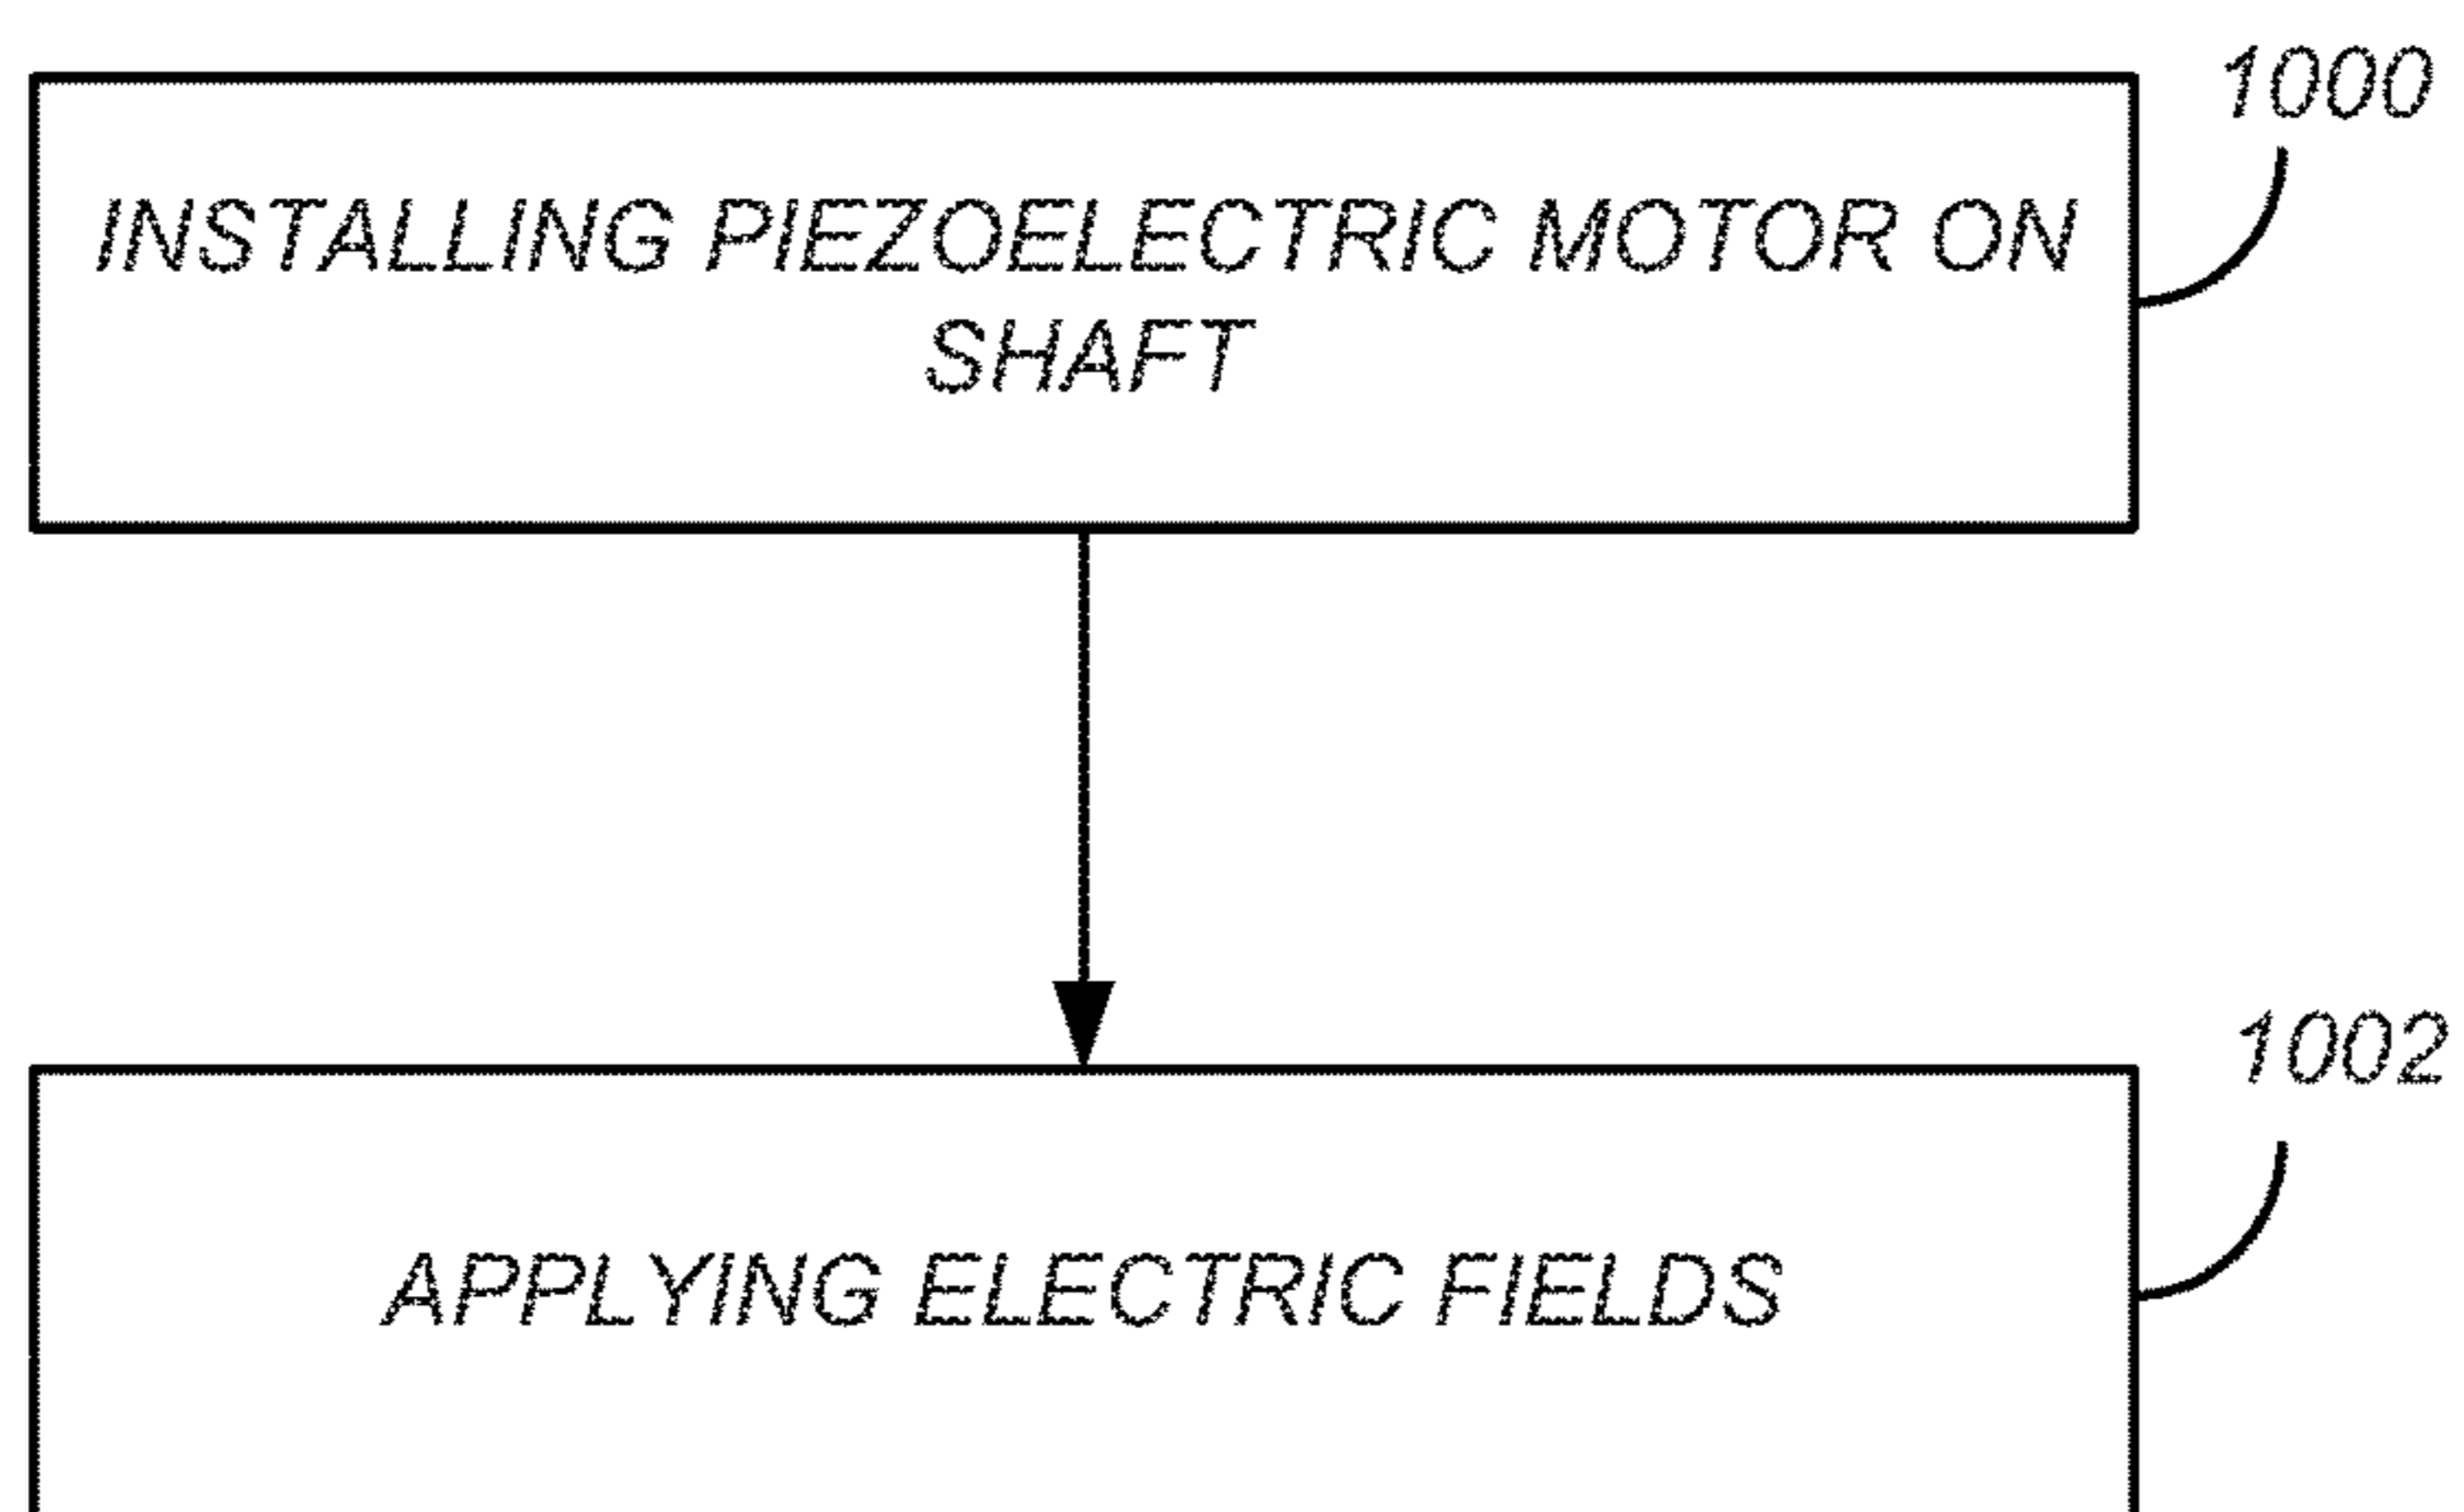 1000
INSTALLING PIEZOELECTRIC MOTOR ON
SHAFT
1002
APPLYING ELECTRIC FIELDS